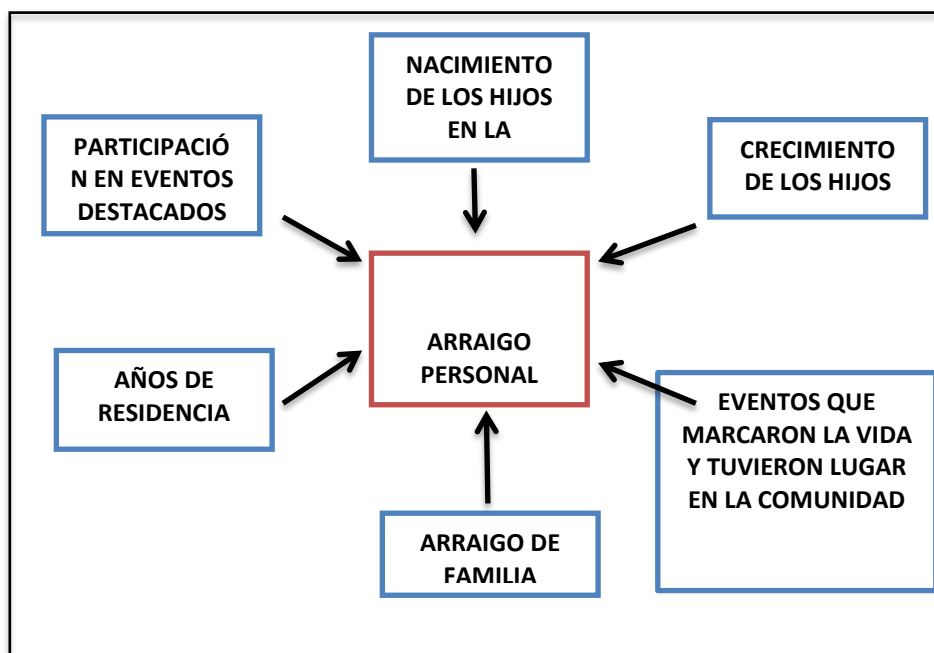 NACIMIENTO
DE LOS HIJOS
EN LA
PARTICIPACIÓ
N EN EVENTOS
DESTACADOS
CRECIMIENTO
DE LOS HIJOS
ARRAIGO
PERSONAL
AÑOS DE
RESIDENCIA
EVENTOS QUE
MARCARON LA VIDA
Y TUVIERON LUGAR
EN LA COMUNIDAD
ARRAIGO DE
FAMILIA